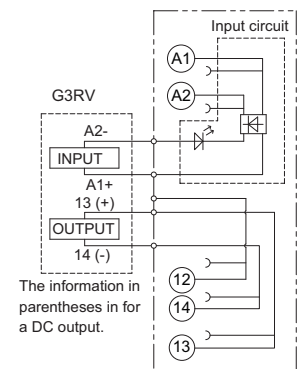 Input circuit
A1
G3RV
A2
A2-
INPUT
A1+
13 (+)
OUTPUT
14 (-)
12
The information in
14
parentheses in for
a DC output.
13